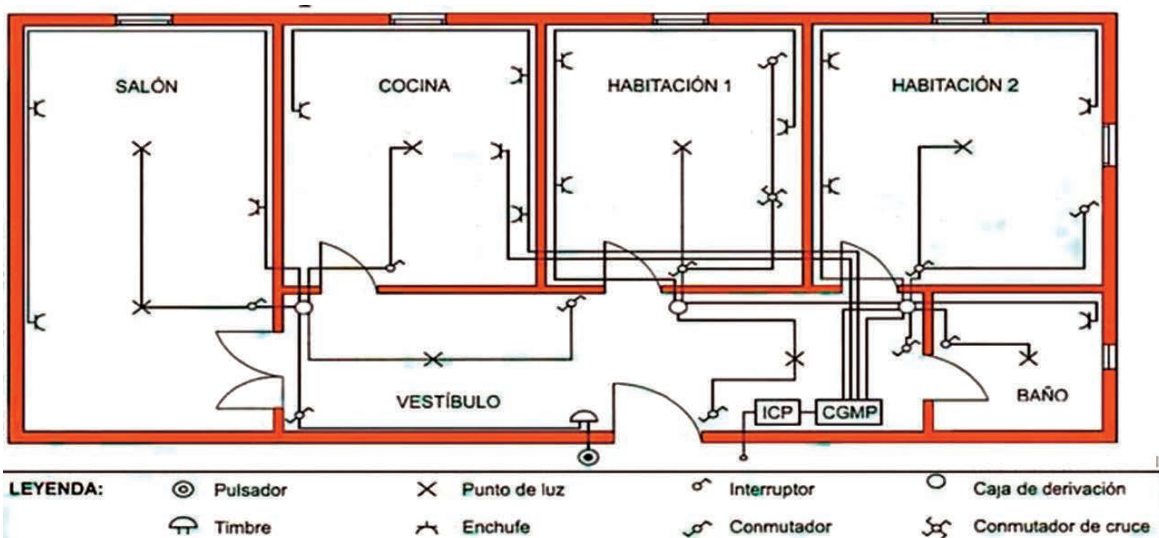 SALÓN
COCINA
HABITACIÓN 1
HABITACIÓN 2
VESTÍBULO
ICP
CGMP
BAÑO
LEYENDA:
Pulsador
Punto de luz
Interruptor
Caja de derivación
Timbre
Enchufe
Conmutador
Conmutador de cruce